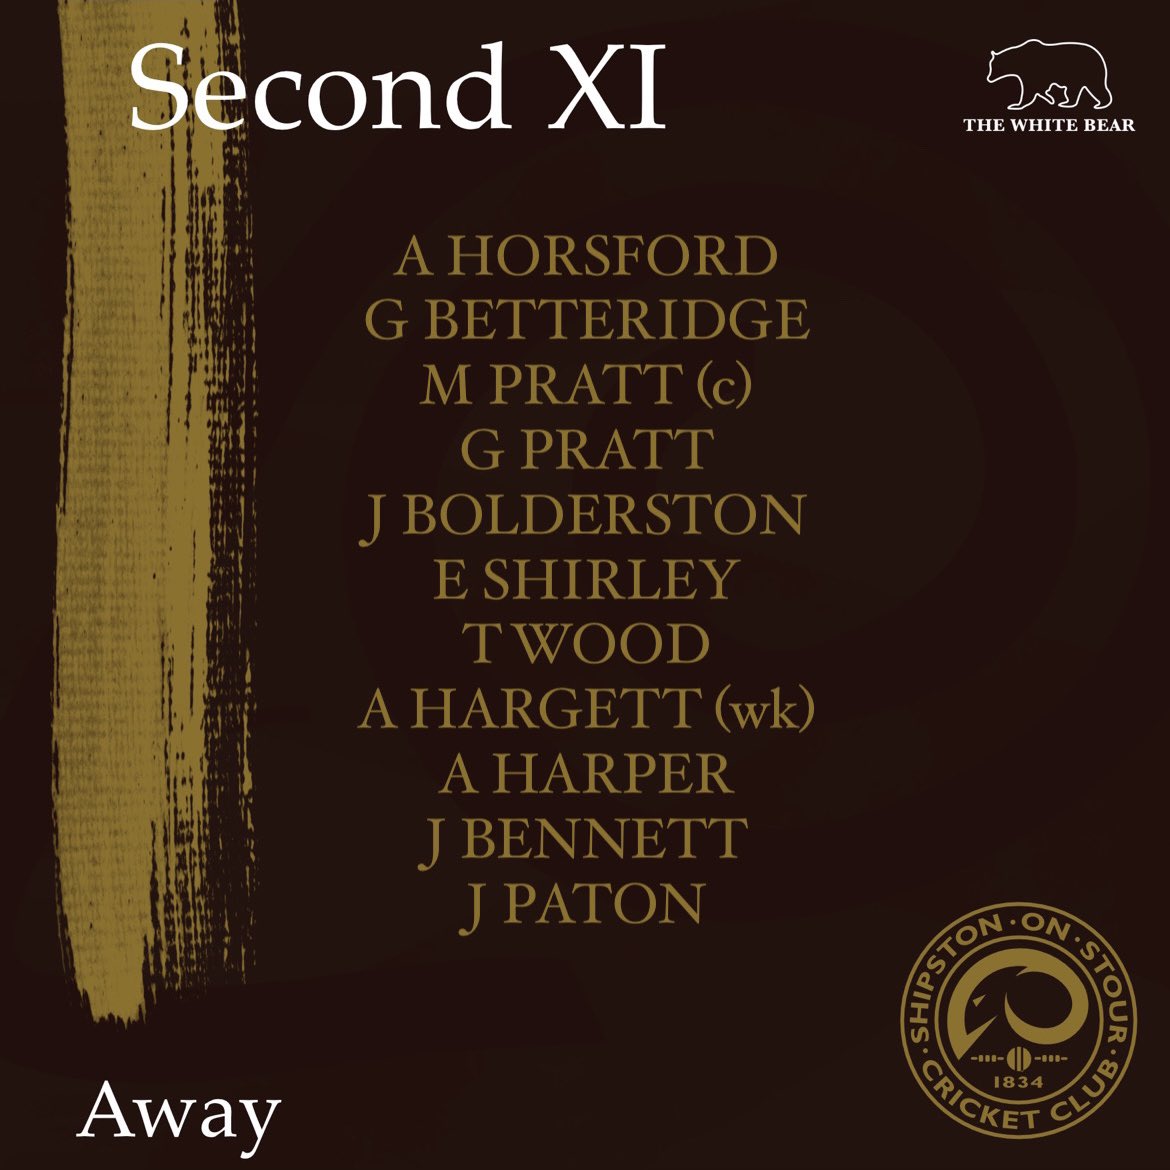 Second XI
THE WHITE BEAR
A HORSFORD
G BETTERIDGE
M PRATT (c)
G PRATT
J BOLDERSTON
E SHIRLEY
T WOOD
A HARGETT (wk)
A HARPER
J BENNETT
J PATON
SHIPSTON·ON·STOUR
·CRICKET CLUB·
1834
Away